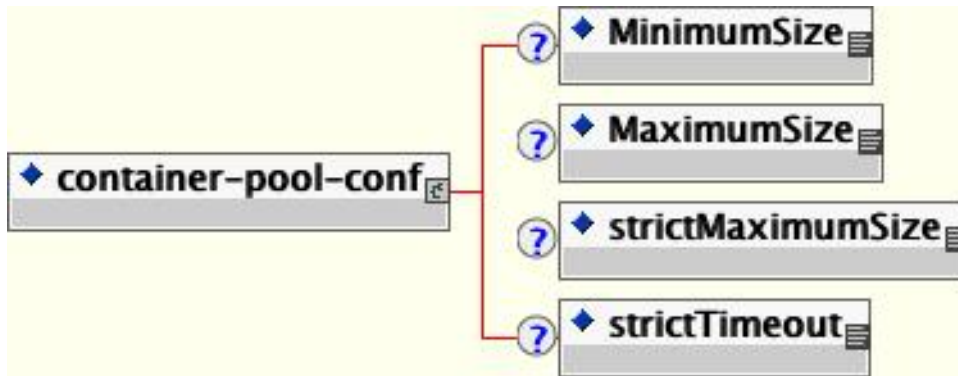 MinimumSize
?
MaximumSize
?
container-pool-conf
strictMaximumSize
?
strictTimeout
?